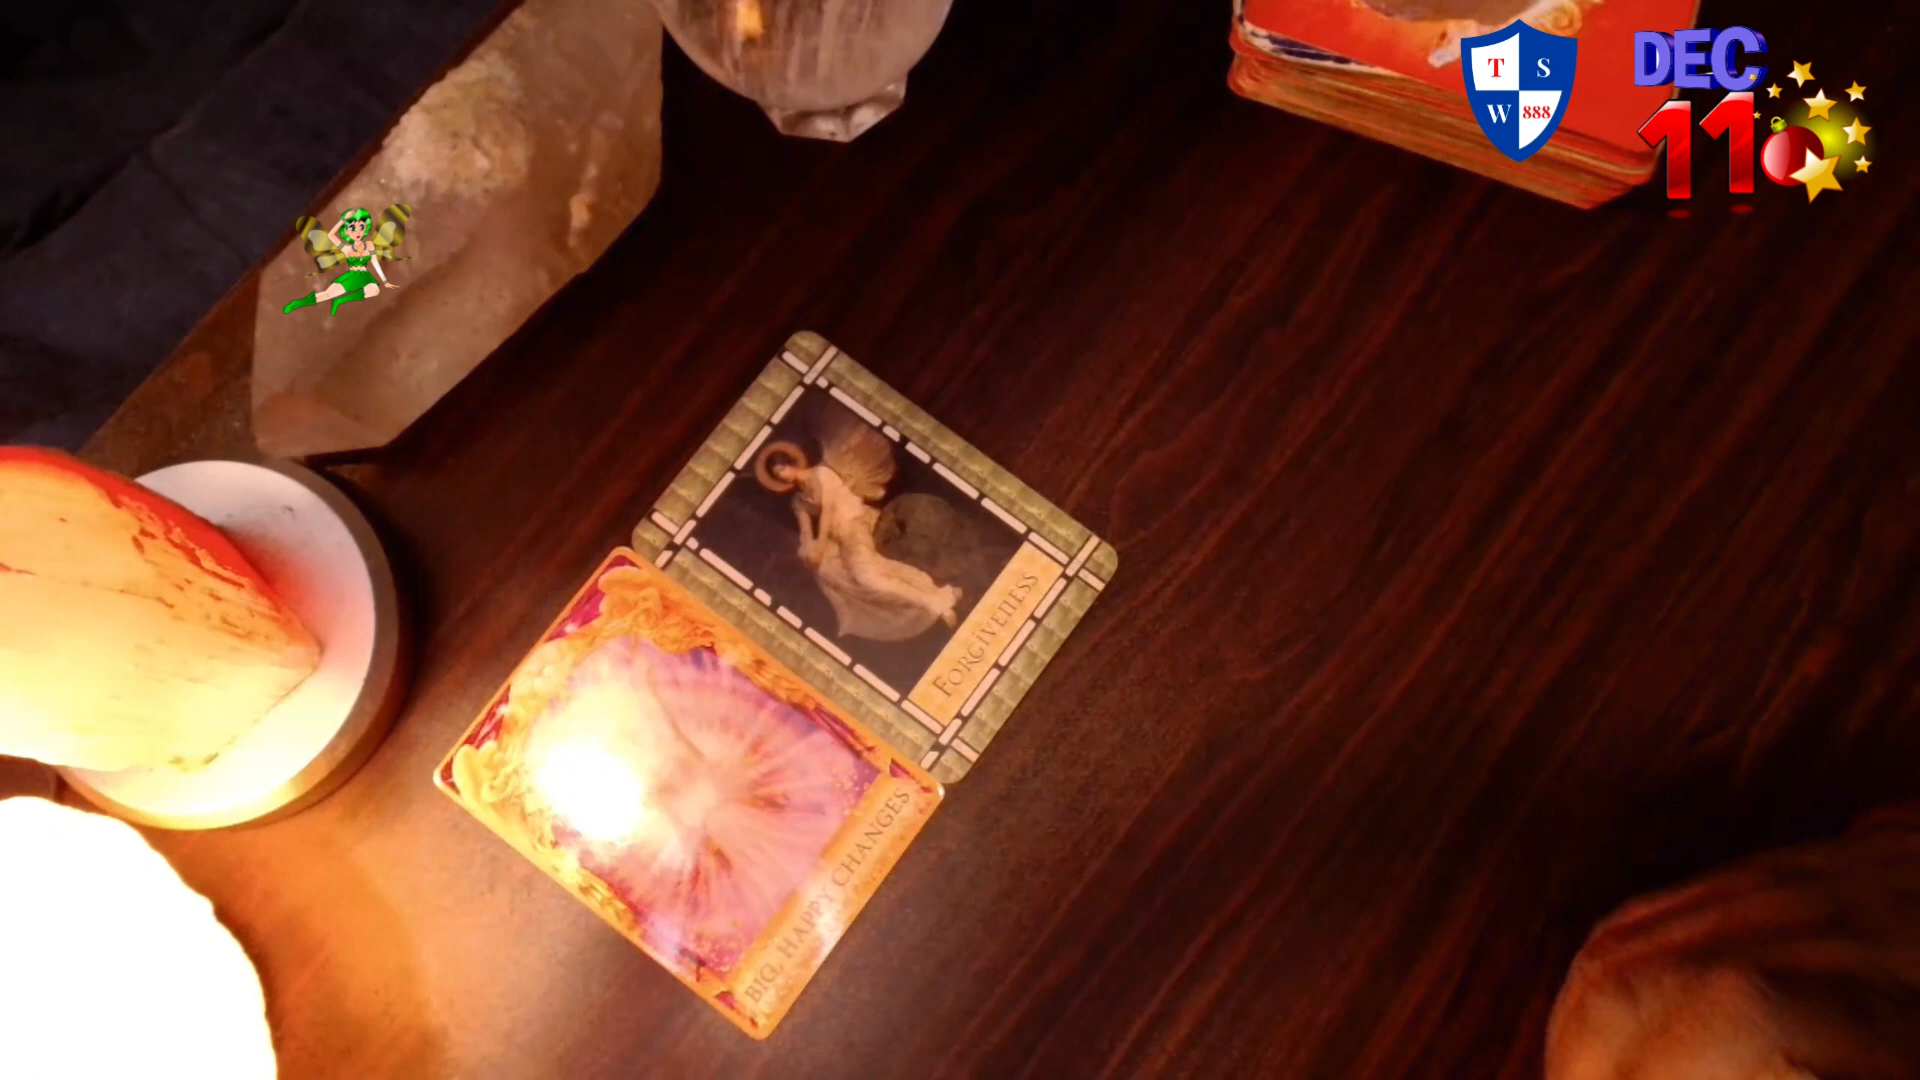 T S
W 888
DEC
11
FORGIVENESS
BIG, HAPPY CHANGES